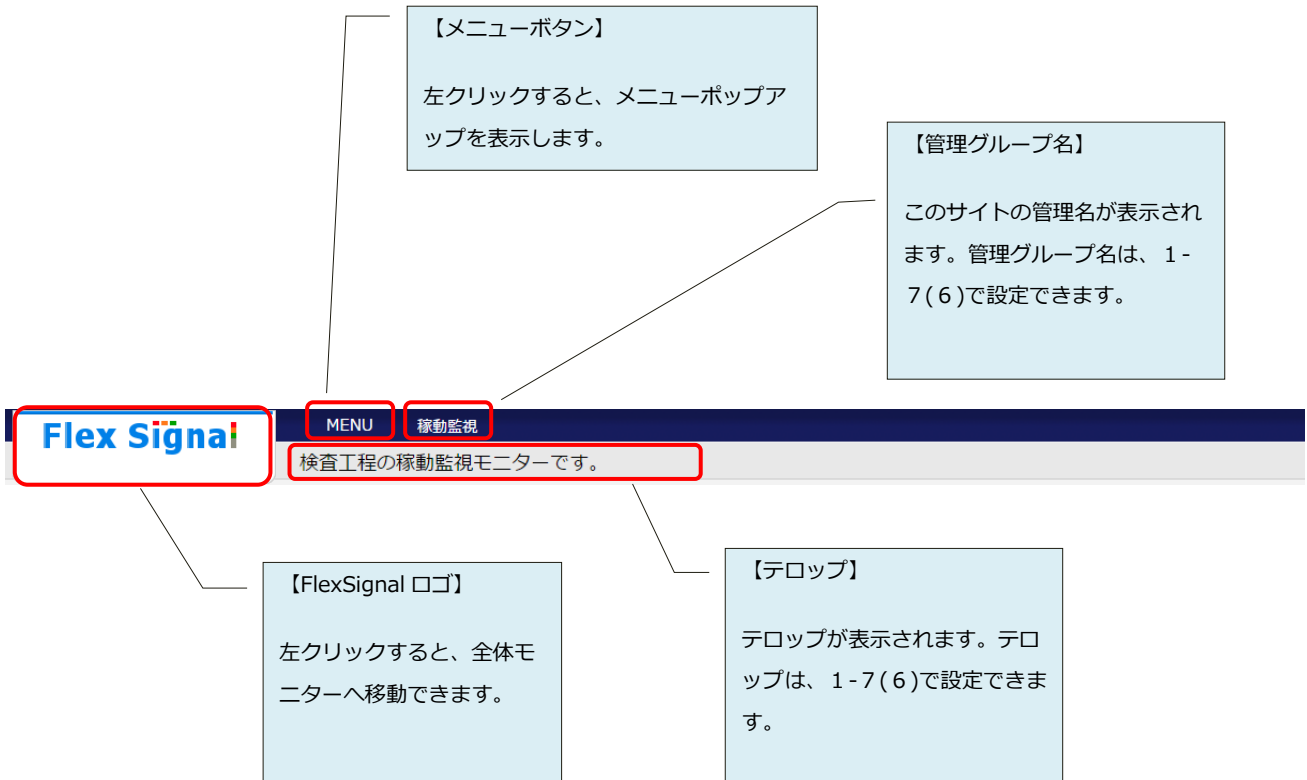 【メニューボタン】
左クリックすると、メニューポップア
ップを表示します。
【管理グループ名】
このサイトの管理名が表示され
ます。管理グループ名は、１-
７(６)で設定できます。
Flex Signal
MENU
稼動監視
検査工程の稼動監視モニターです。
【FlexSignal ロゴ】
左クリックすると、全体モ
ニターへ移動できます。
【テロップ】
テロップが表示されます。テロ
ップは、１-７(６)で設定できま
す。